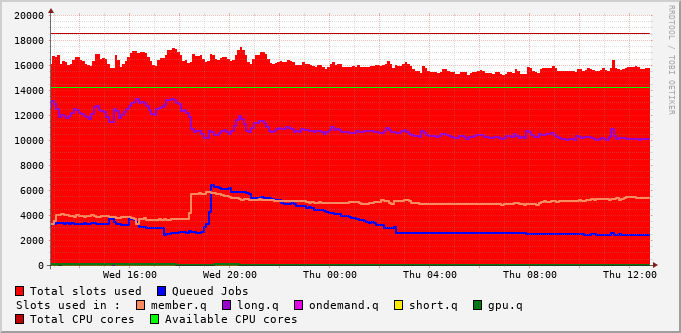 20000
18000
16000
14000
12000
10000
8000
6000
4000
2000
0
Wed 16:00 Wed 20:00 Thu 00:00 Thu 04:00 Thu 08:00 Thu 12:00
Total slots used Queued Jobs
Slots used in : member.q long.q ondemand.q short.q gpu.q
Total CPU cores Available CPU cores
RRDTOOL / TOBI OETIKER